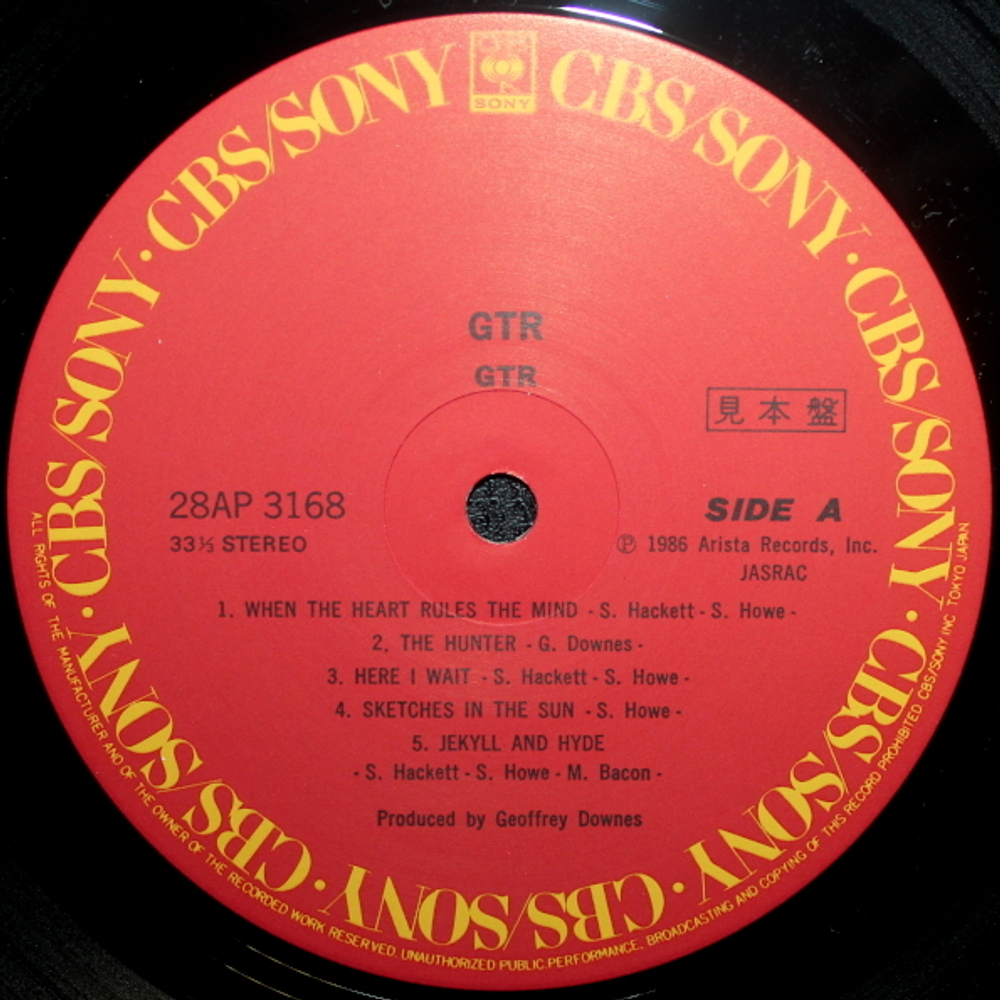 CBS/SONY · CBS/SONY · CBS/SONY · CBS/SONY · CBS/SONY · CBS/SONY · CBS/SONY · CBS/SONY
CBS
SONY
GTR
GTR
見本盤
28AP 3168
SIDE A
33⅓ STEREO
Ⓟ 1986 Arista Records, Inc.
JASRAC
1. WHEN THE HEART RULES THE MIND - S. Hackett - S. Howe -
2. THE HUNTER - G. Downes -
3. HERE I WAIT - S. Hackett - S. Howe -
4. SKETCHES IN THE SUN - S. Howe -
5. JEKYLL AND HYDE
- S. Hackett - S. Howe - M. Bacon -
Produced by Geoffrey Downes
ALL RIGHTS OF THE MANUFACTURER AND OF THE OWNER OF THE RECORDED WORK RESERVED. UNAUTHORIZED PUBLIC PERFORMANCE, BROADCASTING AND COPYING OF THIS RECORD PROHIBITED CBS/SONY INC TOKYO JAPAN